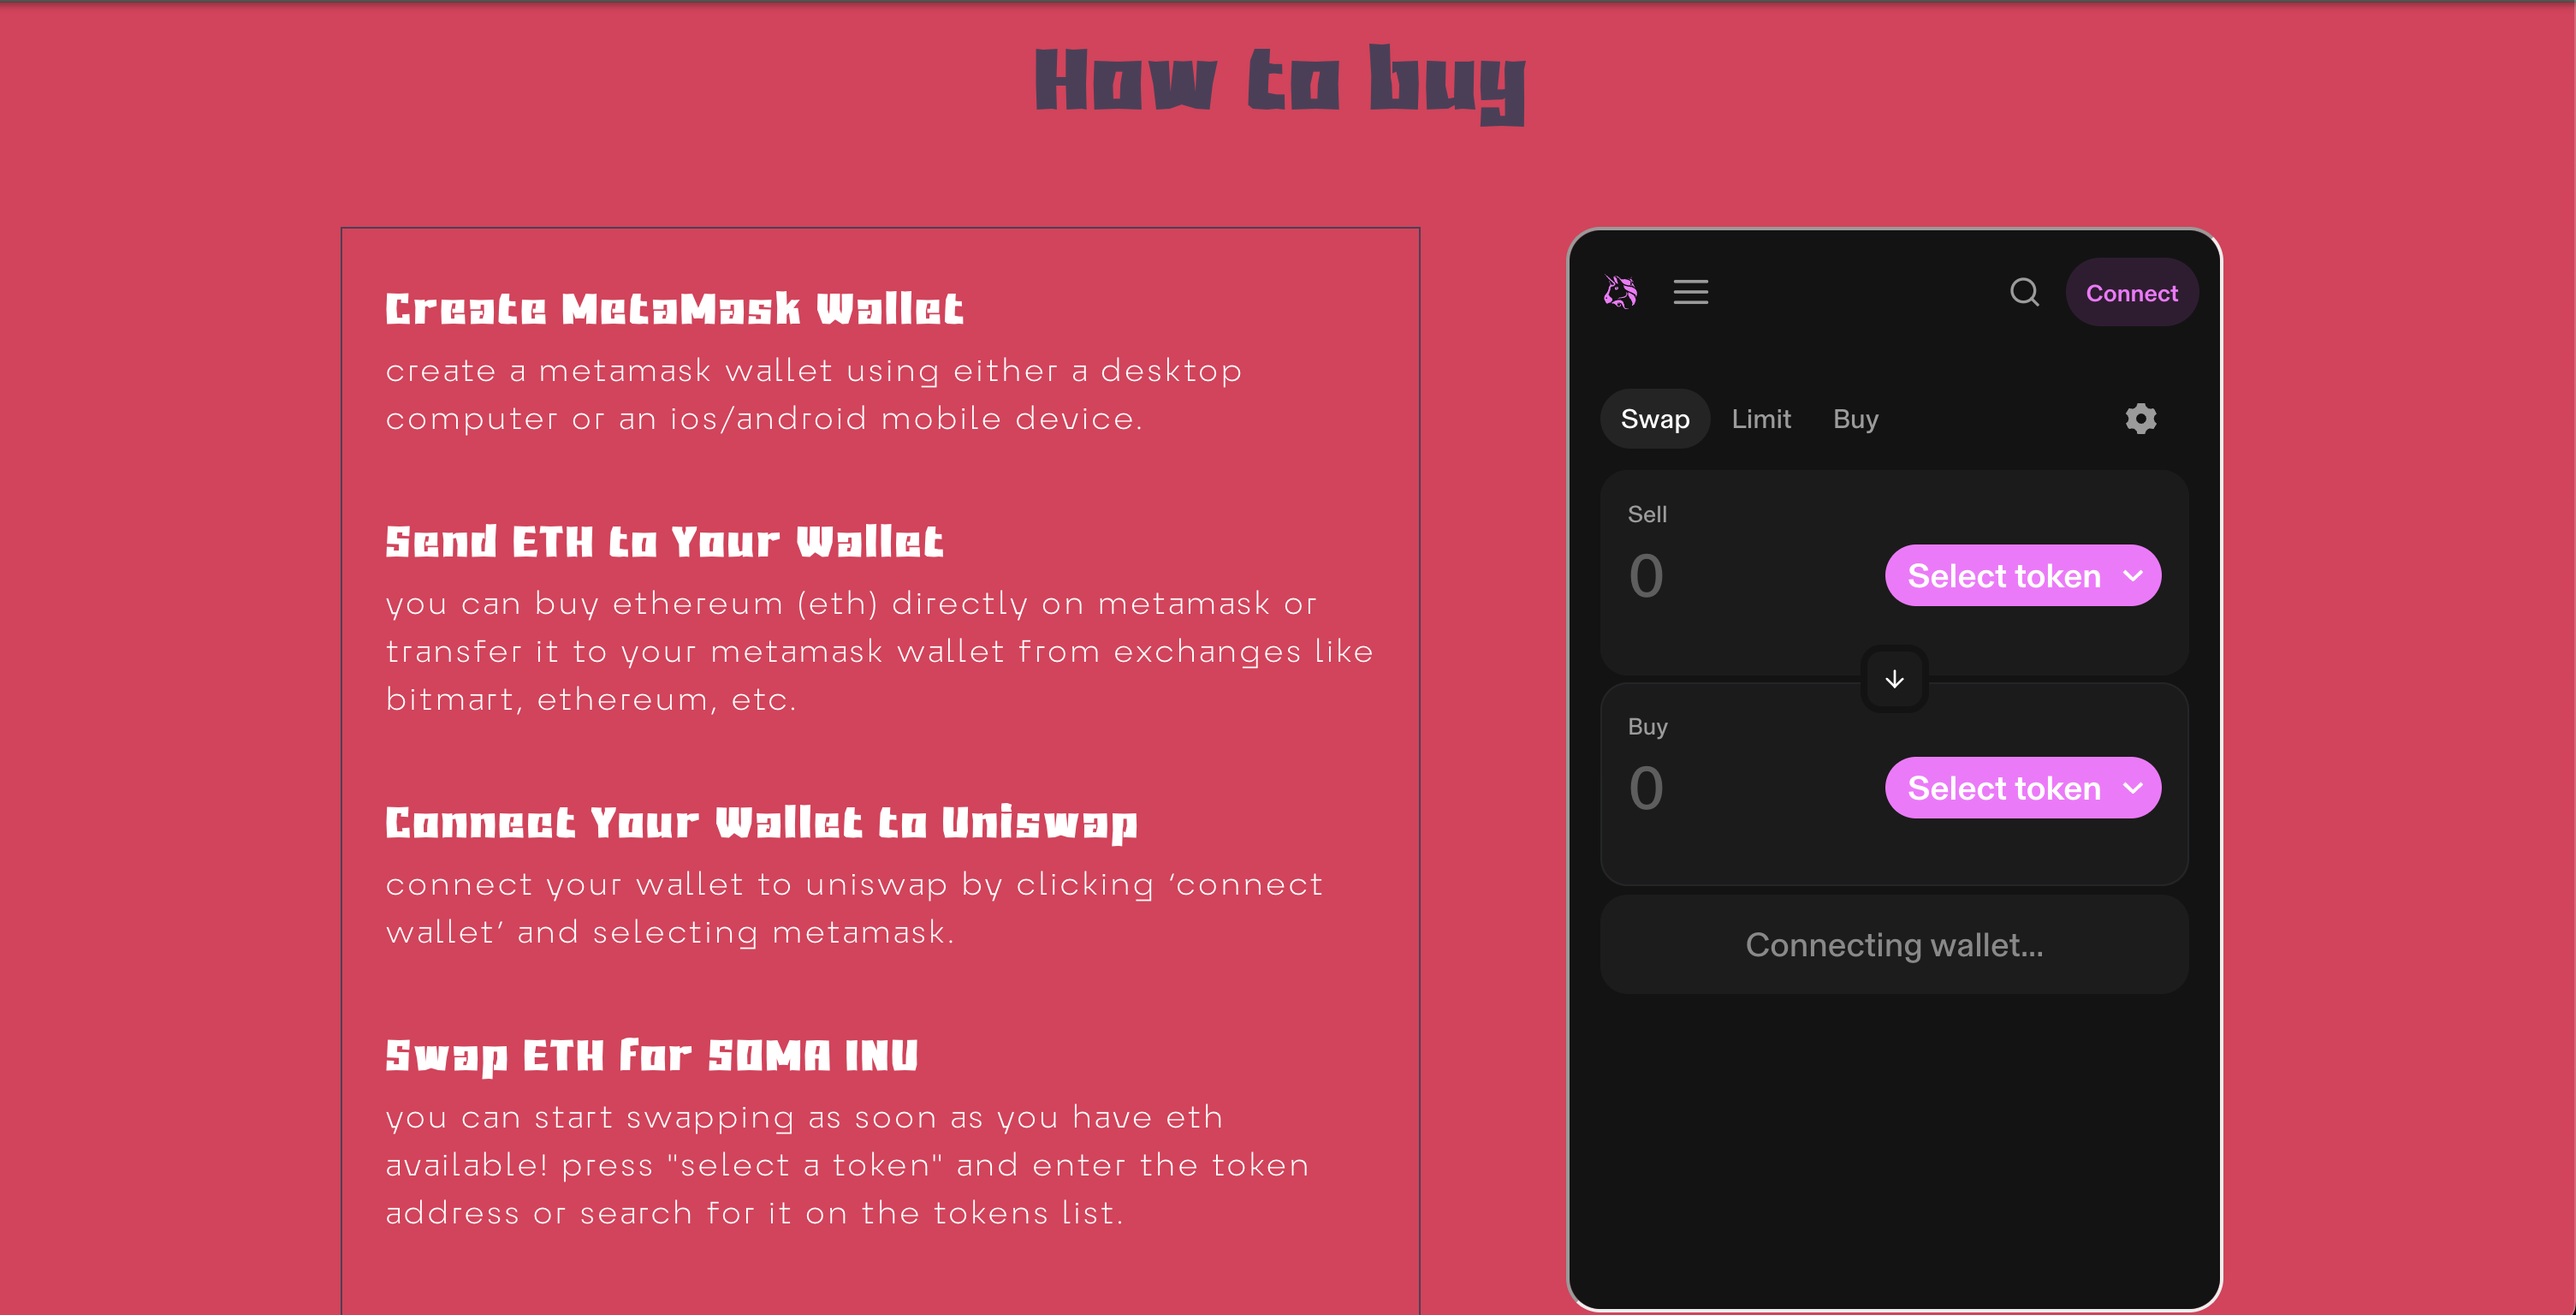 How to buy
Create MetaMask Wallet
create a metamask wallet using either a desktop
computer or an ios/android mobile device.
Send ETH to Your Wallet
you can buy ethereum (eth) directly on metamask or
transfer it to your metamask wallet from exchanges like
bitmart, ethereum, etc.
Connect Your Wallet to Uniswap
connect your wallet to uniswap by clicking ‘connect
wallet’ and selecting metamask.
Swap ETH for SOMA INU
you can start swapping as soon as you have eth
available! press "select a token" and enter the token
address or search for it on the tokens list.
Connect
Swap Limit Buy
Sell
0 Select token
Buy
0 Select token
Connecting wallet...